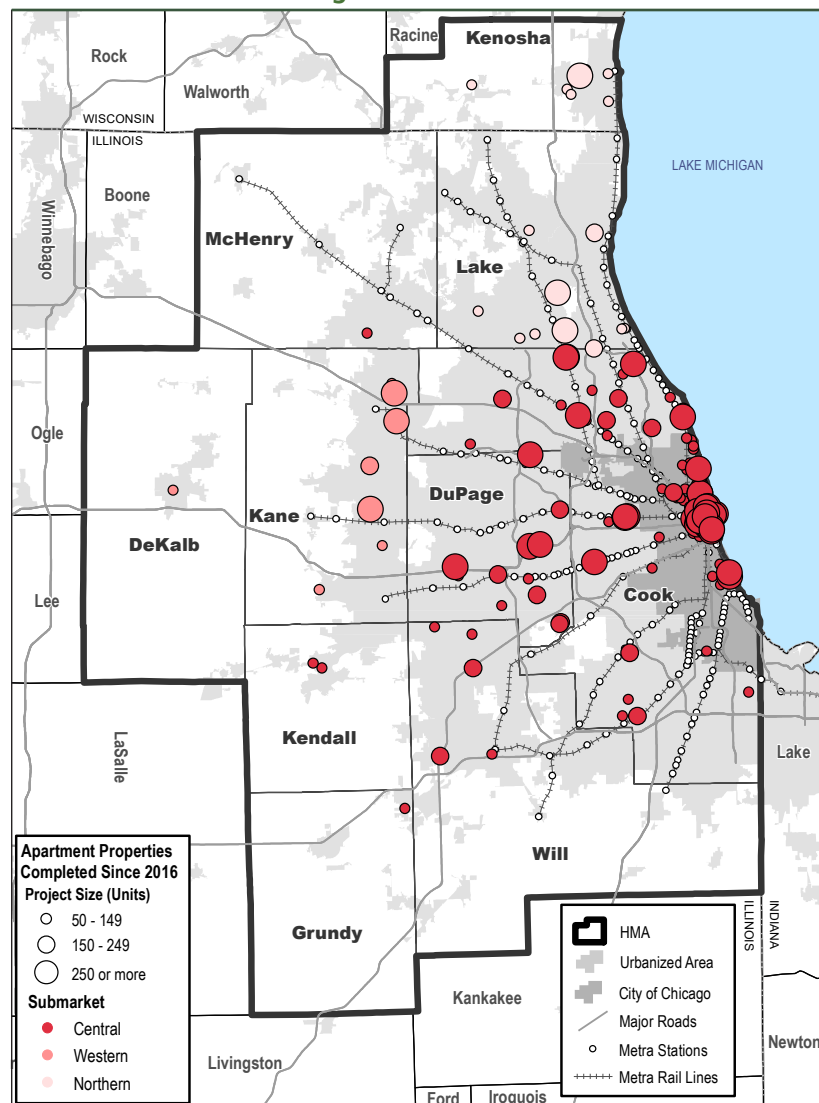 Racine
Kenosha
Rock
Walworth
WISCONSIN
ILLINOIS
LAKE MICHIGAN
Boone
Winnebago
McHenry
Lake
Ogle
DuPage
Kane
DeKalb
Lee
Cook
Kendall
LaSalle
Lake
Will
Grundy
Kankakee
ILLINOIS
INDIANA
Newton
Livingston
Ford
Iroquois
Apartment Properties
Completed Since 2016
Project Size (Units)
50 - 149
150 - 249
250 or more
Submarket
Central
Western
Northern
HMA
Urbanized Area
City of Chicago
Major Roads
Metra Stations
Metra Rail Lines